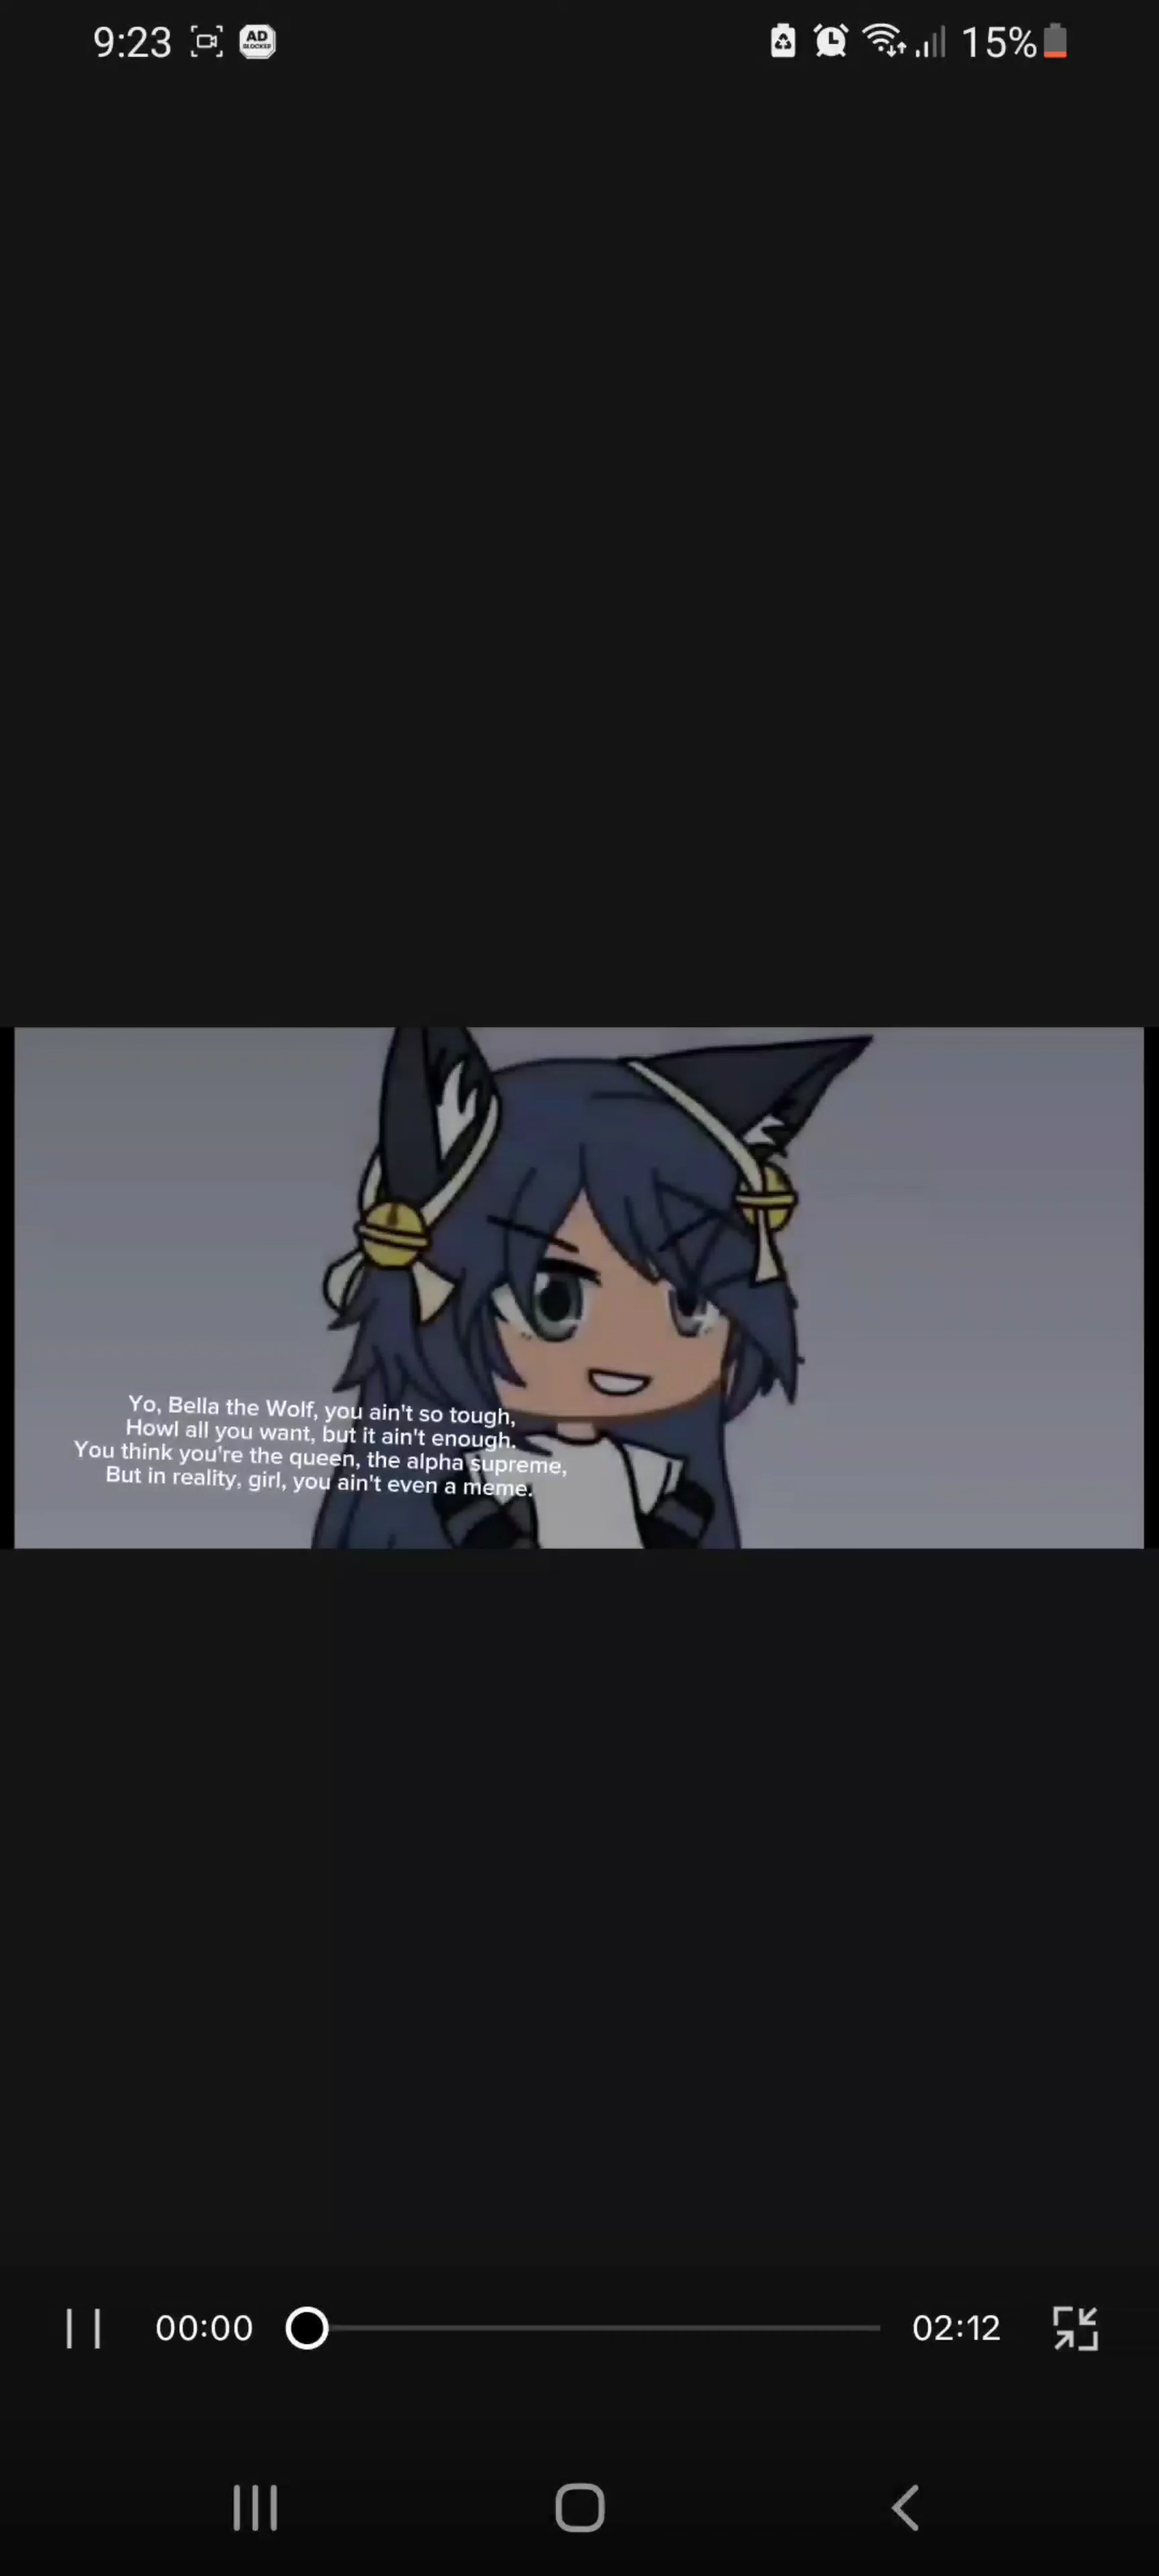 9:23 AD BLOCKER 15%
Yo, Bella the Wolf, you ain't so tough,
Howl all you want, but it ain't enough.
You think you're the queen, the alpha supreme,
But in reality, girl, you ain't even a meme.
00:00 02:12